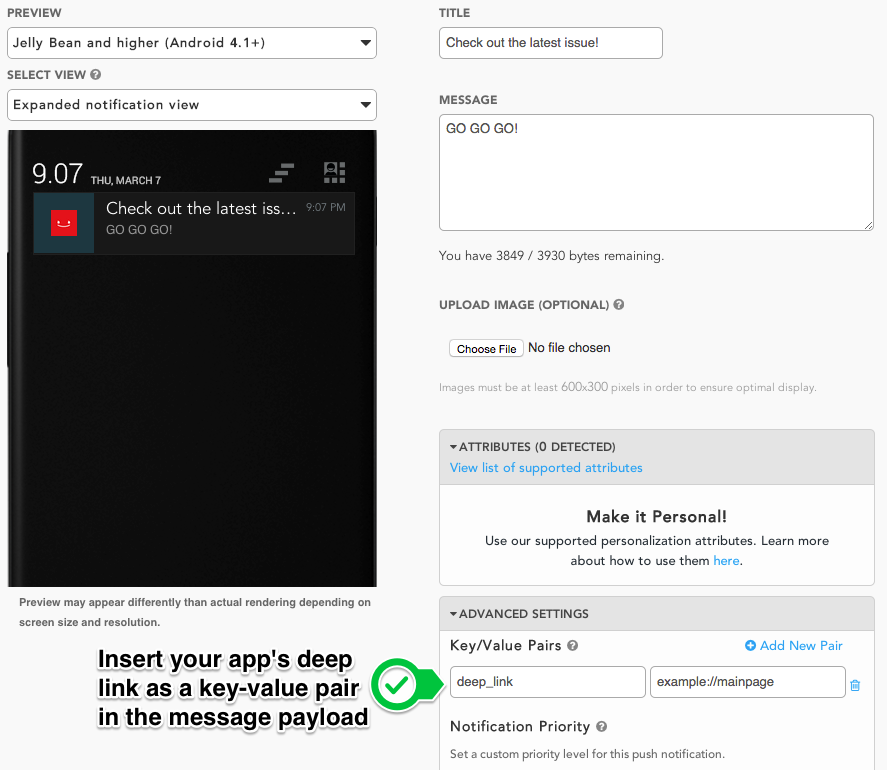 PREVIEW
Jelly Bean and higher (Android 4.1+)
SELECT VIEW ?
Expanded notification view
9.07 THU, MARCH 7
Check out the latest iss... 9:07 PM
GO GO GO!
Preview may appear differently than actual rendering depending on
screen size and resolution.
Insert your app's deep
link as a key-value pair
in the message payload
TITLE
Check out the latest issue!
MESSAGE
GO GO GO!
You have 3849 / 3930 bytes remaining.
UPLOAD IMAGE (OPTIONAL) ?
Choose File No file chosen
Images must be at least 600x300 pixels in order to ensure optimal display.
ATTRIBUTES (0 DETECTED)
View list of supported attributes
Make it Personal!
Use our supported personalization attributes. Learn more
about how to use them here.
ADVANCED SETTINGS
Key/Value Pairs ? Add New Pair
deep_link example://mainpage
Notification Priority ?
Set a custom priority level for this push notification.